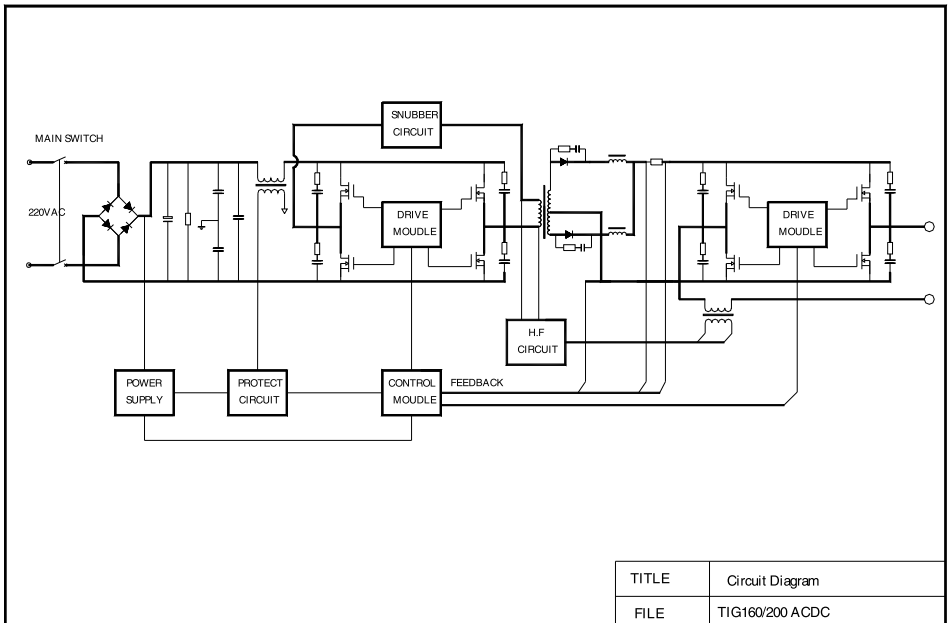 SNUBBER
CIRCUIT
MAIN SWITCH
220VAC
DRIVE
MOUDLE
DRIVE
MOUDLE
H.F
CIRCUIT
POWER
SUPPLY
PROTECT
CIRCUIT
CONTROL
MOUDLE
FEEDBACK
TITLE
Circuit Diagram
FILE
TIG160/200 ACDC